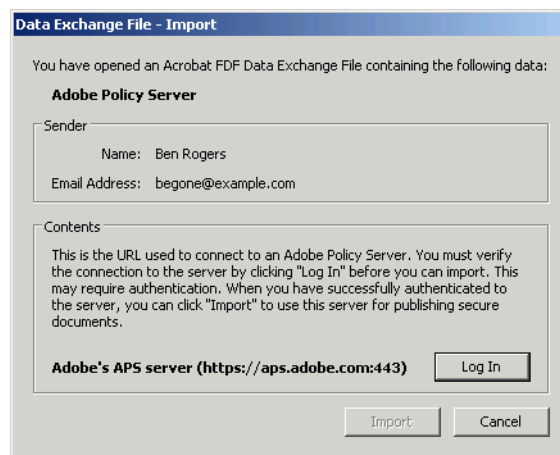 Data Exchange File - Import
You have opened an Acrobat FDF Data Exchange File containing the following data:
Adobe Policy Server
Sender
Name: Ben Rogers
Email Address: begone@example.com
Contents
This is the URL used to connect to an Adobe Policy Server. You must verify
the connection to the server by clicking "Log In" before you can import. This
may require authentication. When you have successfully authenticated to
the server, you can click "Import" to use this server for publishing secure
documents.
Adobe's APS server (https://aps.adobe.com:443) Log In
Import Cancel